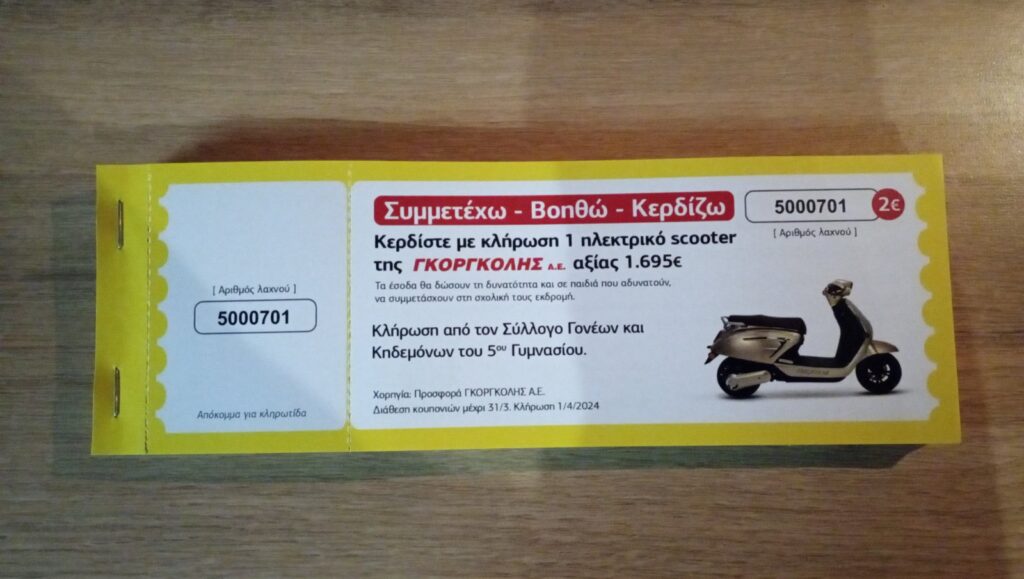 [ Αριθμός λαχνού ]
5000701
Απόκομμα για κληρωτίδα
Συμμετέχω - Βοηθώ - Κερδίζω
5000701
2€
[ Αριθμός λαχνού ]
Κερδίστε με κλήρωση 1 ηλεκτρικό scooter
της ΓΚΟΡΓΚΟΛΗΣ Α.Ε. αξίας 1.695€
Τα έσοδα θα δώσουν τη δυνατότητα και σε παιδιά που αδυνατούν,
να συμμετάσχουν στη σχολική τους εκδρομή.
Κλήρωση από τον Σύλλογο Γονέων και
Κηδεμόνων του 5ου Γυμνασίου.
Χορηγία: Προσφορά ΓΚΟΡΓΚΟΛΗΣ Α.Ε.
Διάθεση κουπονιών μέχρι 31/3. Κλήρωση 1/4/2024